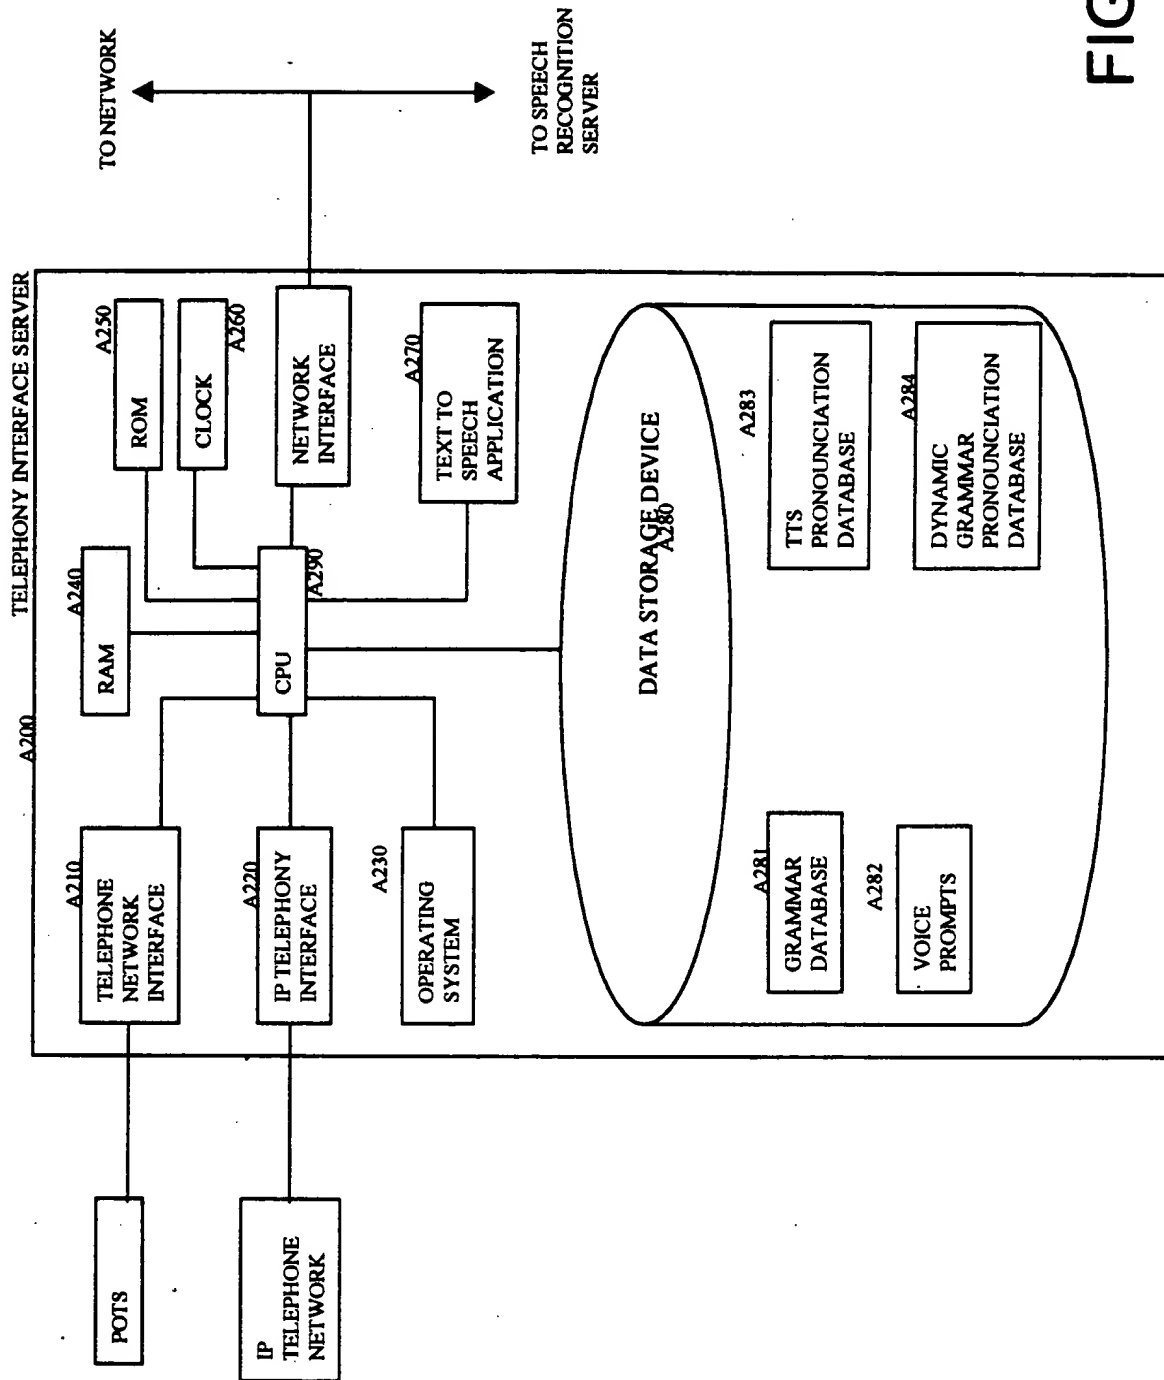 TELEPHONY INTERFACE SERVER
A200
POTS
IP
TELEPHONE
NETWORK
A210
TELEPHONE
NETWORK
INTERFACE
A220
IP TELEPHONY
INTERFACE
A230
OPERATING
SYSTEM
A240
RAM
A290
CPU
A250
ROM
A260
CLOCK
NETWORK
INTERFACE
A270
TEXT TO
SPEECH
APPLICATION
TO NETWORK
TO SPEECH
RECOGNITION
SERVER
DATA STORAGE DEVICE
A280
A281
GRAMMAR
DATABASE
A282
VOICE
PROMPTS
A283
TTS
PRONOUNCIATION
DATABASE
A284
DYNAMIC
GRAMMAR
PRONOUNCIATION
DATABASE
FIG